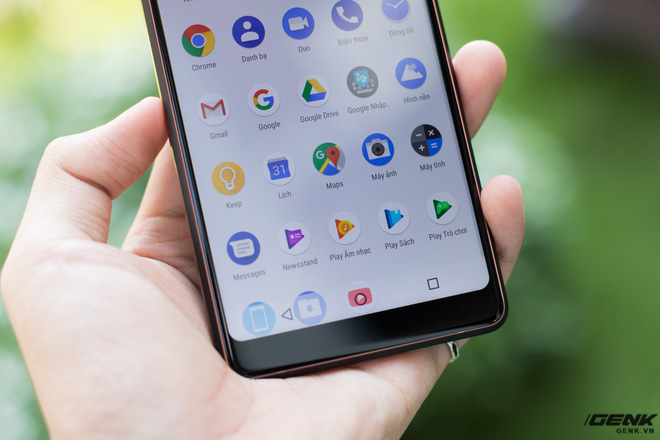 Chrome
Danh bạ
Duo
Điện thoại
Đồng hồ
Gmail
Google
Google Drive
Google Nhập..
Hình nền
Keep
31
Lịch
Maps
Máy ảnh
Máy tính
Messages
Newsstand
Play Âm nhạc
Play Sách
Play Trò chơi
GENK
GENK.VN